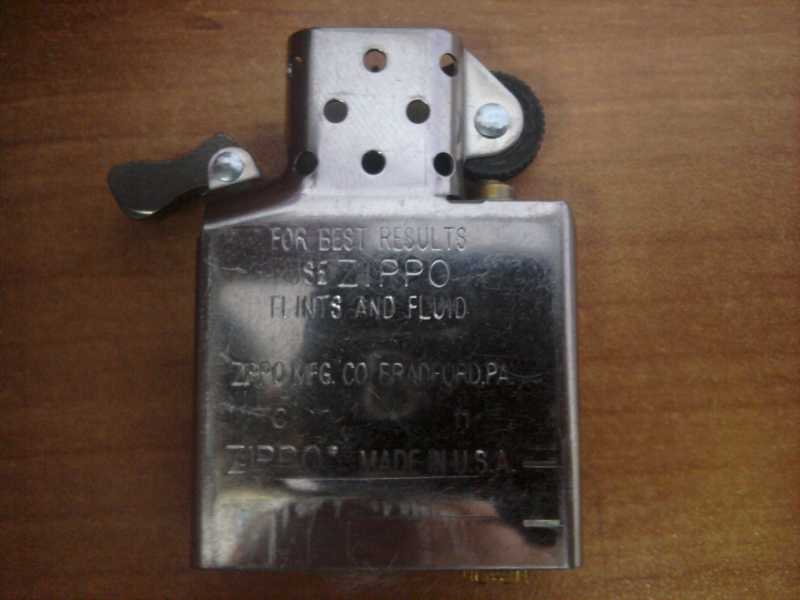 FOR BEST RESULTS
USE ZIPPO
FLINTS AND FLUID
ZIPPO MFG. CO. BRADFORD, PA.
C
ZIPPO® MADE IN U.S.A.